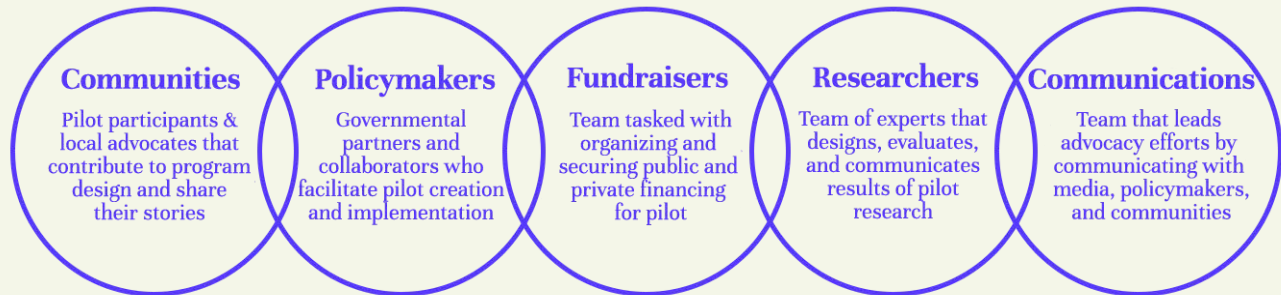 Communities
Pilot participants &
local advocates that
contribute to program
design and share
their stories
Policymakers
Governmental
partners and
collaborators who
facilitate pilot creation
and implementation
Fundraisers
Team tasked with
organizing and
securing public and
private financing
for pilot
Researchers
Team of experts that
designs, evaluates,
and communicates
results of pilot
research
Communications
Team that leads
advocacy efforts by
communicating with
media, policymakers,
and communities